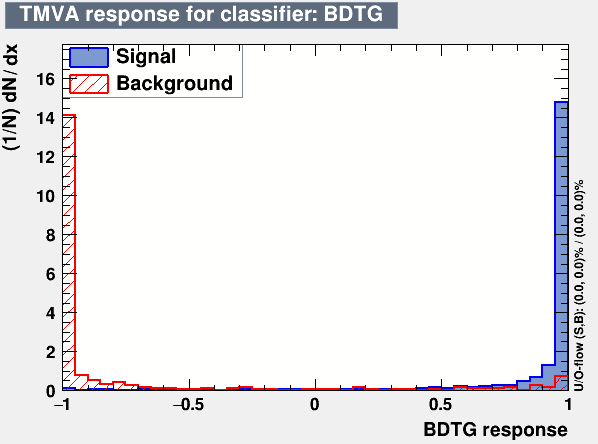 TMVA response for classifier: BDTG
(1/N) dN/ dx
Signal
Background
16
14
12
10
8
6
4
2
0
−1
−0.5
0
0.5
1
BDTG response
U/O-flow (S,B): (0.0, 0.0)% / (0.0, 0.0)%